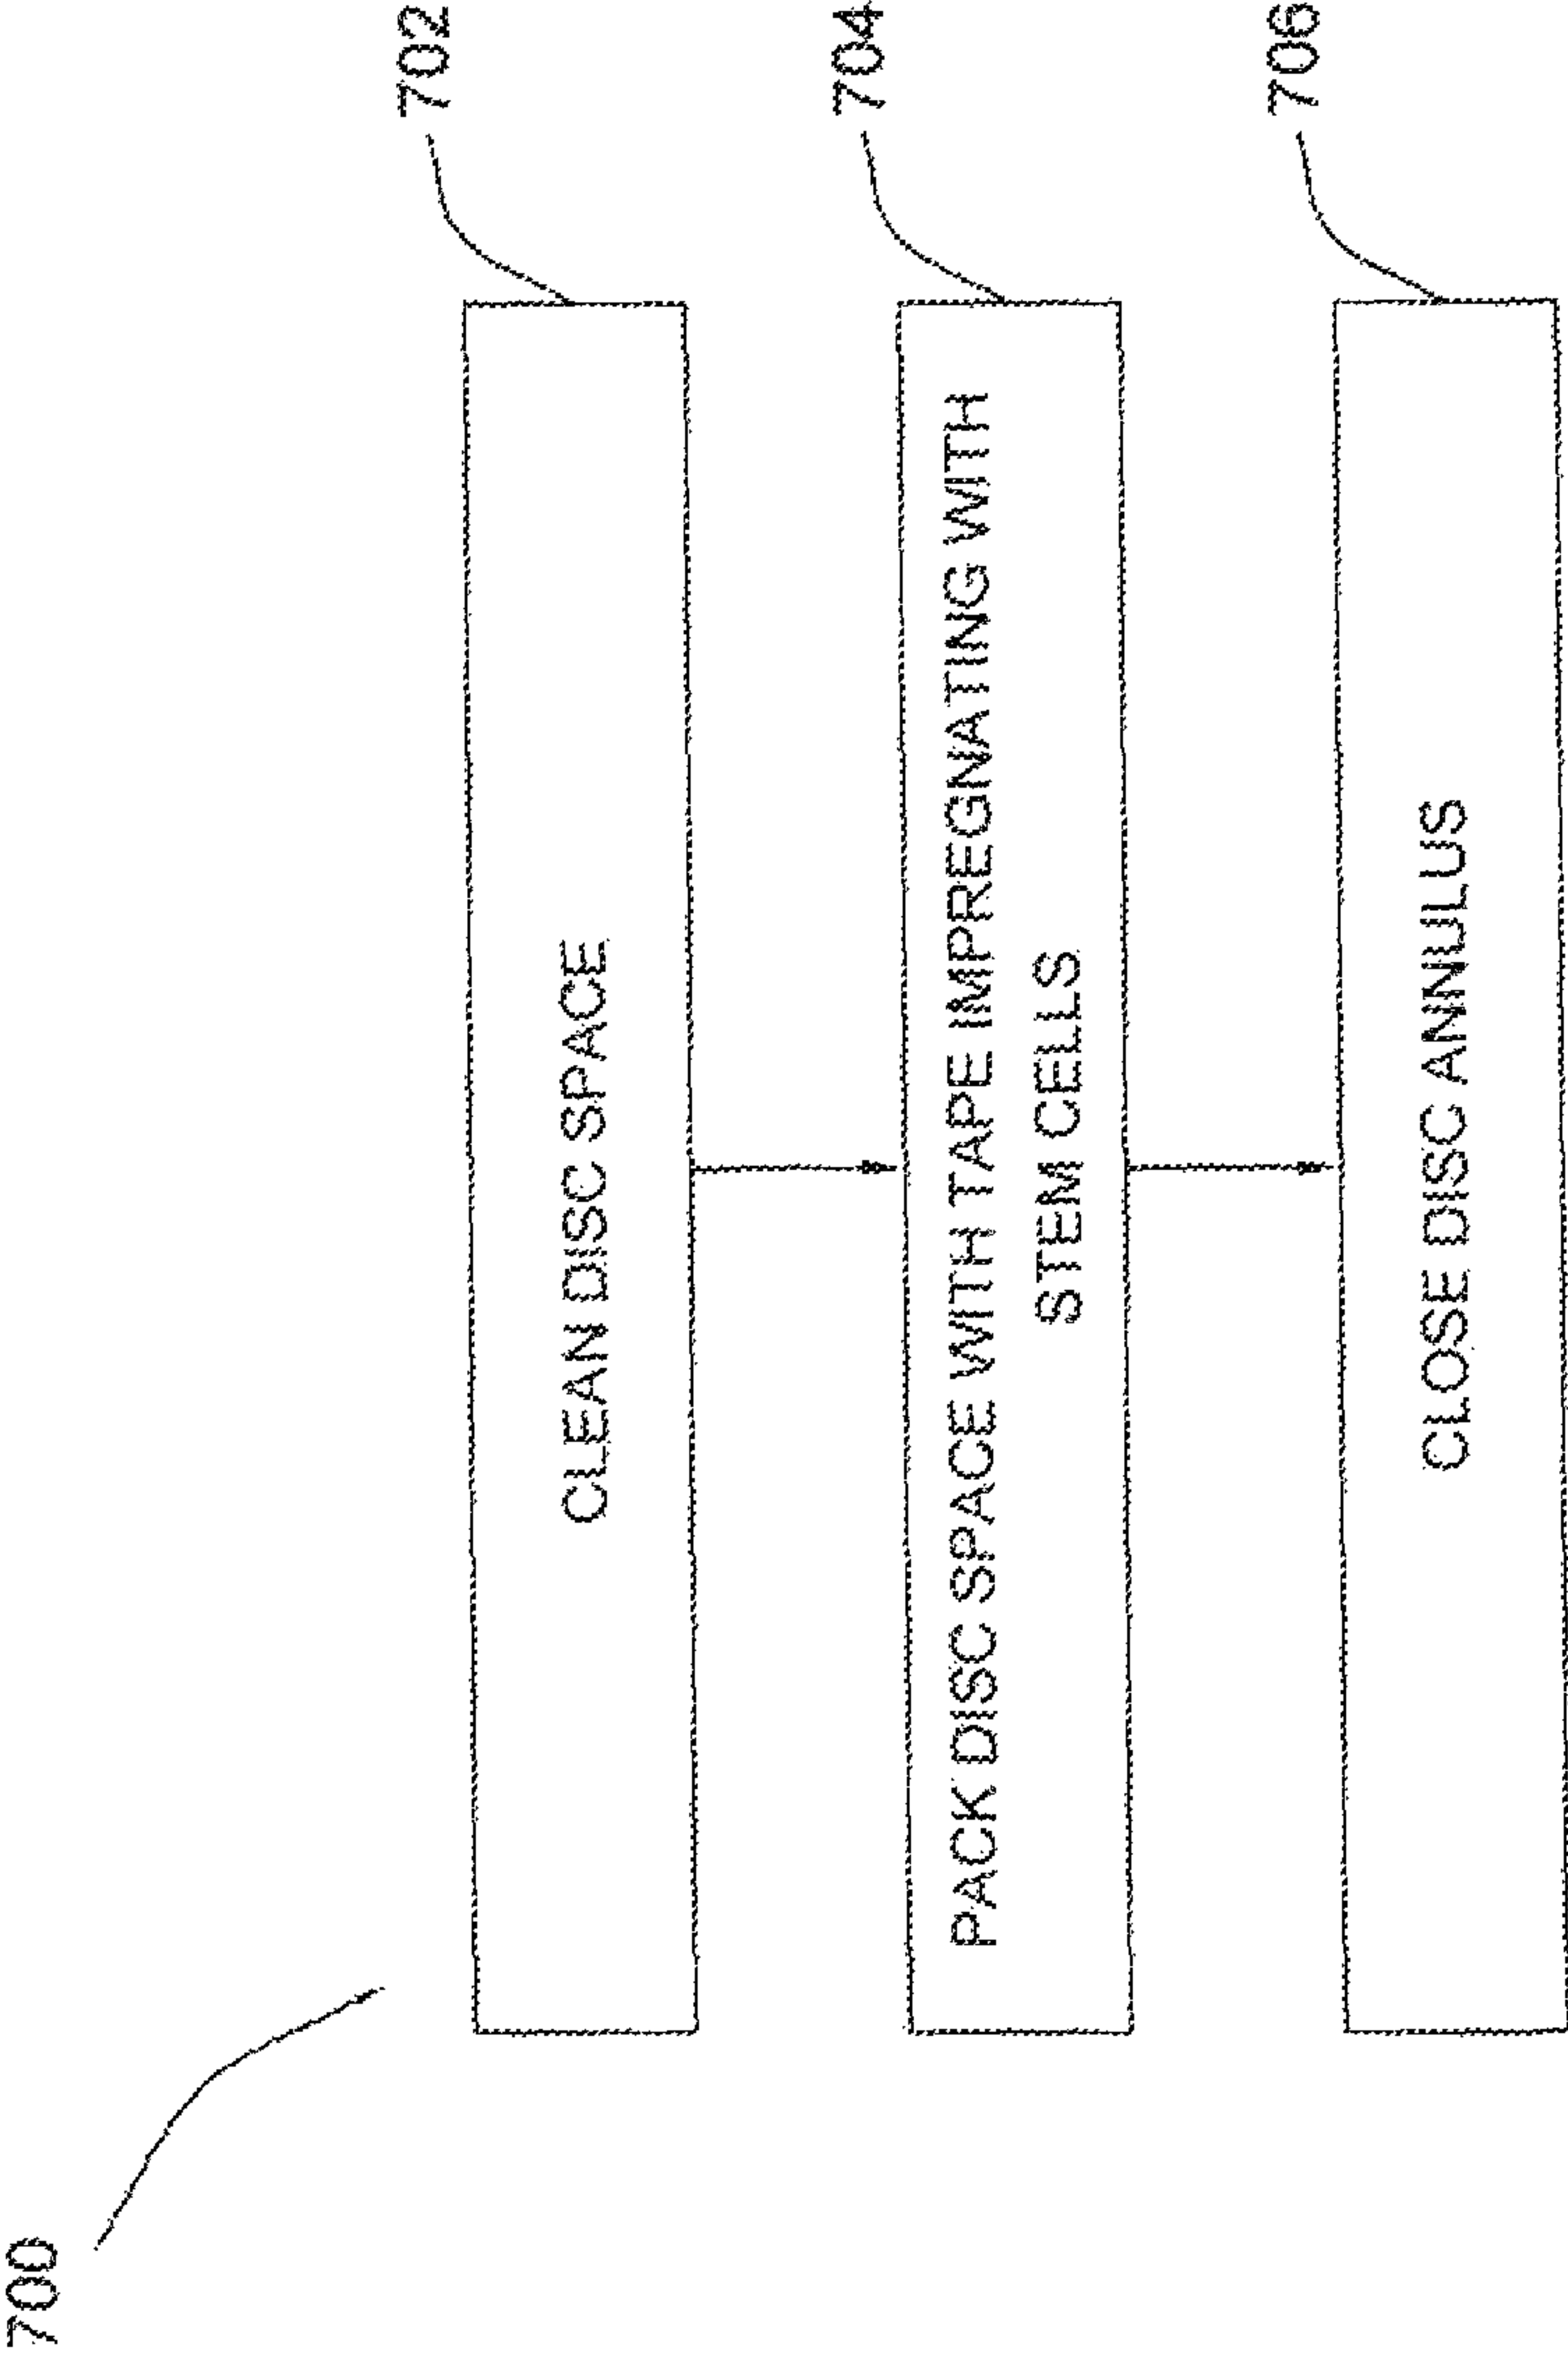 700
702
CLEAN DISC SPACE
704
PACK DISC SPACE WITH TAPE IMPREGNATING WITH
STEM CELLS
706
CLOSE DISC ANNULUS